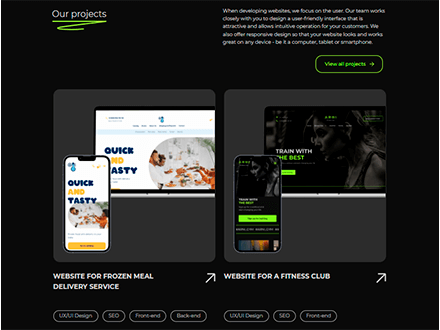 Our projects
When developing websites, we focus on the user. Our team works
closely with you to design a user-friendly interface that is
attractive and allows intuitive operation for your customers. We
also offer responsive design so that your website looks and works
great on any device - be it a computer, tablet or smartphone.
View all projects
QUICK
AND
TASTY
QUICK
AND
TASTY
TRAIN WITH
THE BEST
TRAIN WITH
THE BEST
WEBSITE FOR FROZEN MEAL
DELIVERY SERVICE
WEBSITE FOR A FITNESS CLUB
UX/UI Design
SEO
Front-end
Back-end
UX/UI Design
SEO
Front-end